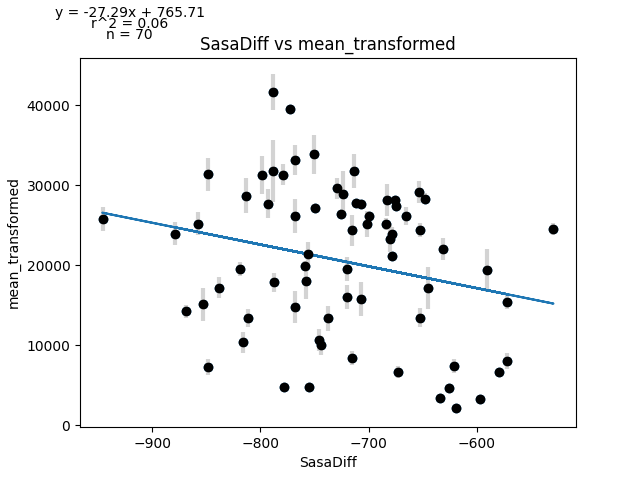 y = -27.29x + 765.71
r^2 = 0.06
n = 70
SasaDiff vs mean_transformed
mean_transformed
40000
30000
20000
10000
0
−900
−800
−700
−600
SasaDiff